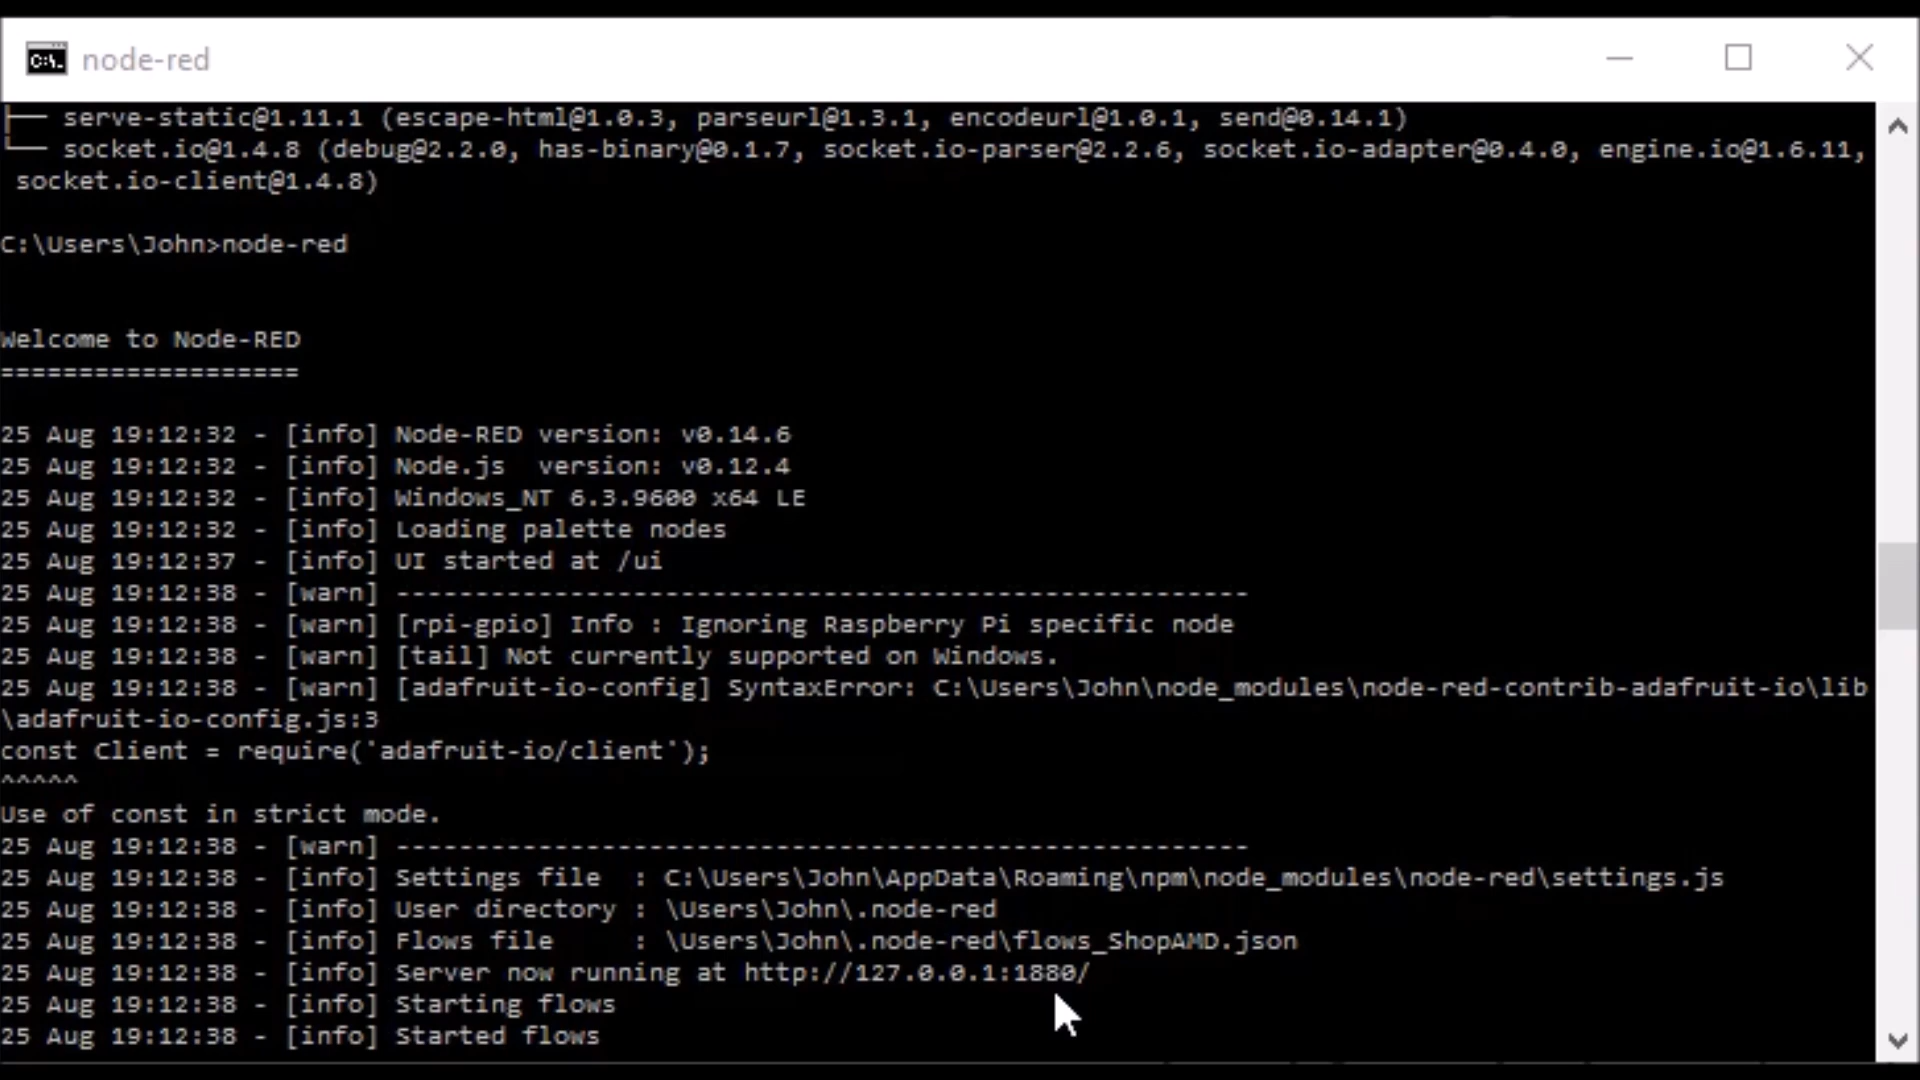 node-red
├── serve-static@1.11.1 (escape-html@1.0.3, parseurl@1.3.1, encodeurl@1.0.1, send@0.14.1)
└── socket.io@1.4.8 (debug@2.2.0, has-binary@0.1.7, socket.io-parser@2.2.6, socket.io-adapter@0.4.0, engine.io@1.6.11,
socket.io-client@1.4.8)
C:\Users\John>node-red
Welcome to Node-RED
===================
25 Aug 19:12:32 - [info] Node-RED version: v0.14.6
25 Aug 19:12:32 - [info] Node.js  version: v0.12.4
25 Aug 19:12:32 - [info] Windows_NT 6.3.9600 x64 LE
25 Aug 19:12:32 - [info] Loading palette nodes
25 Aug 19:12:37 - [info] UI started at /ui
25 Aug 19:12:38 - [warn] ------------------------------------------------------
25 Aug 19:12:38 - [warn] [rpi-gpio] Info : Ignoring Raspberry Pi specific node
25 Aug 19:12:38 - [warn] [tail] Not currently supported on Windows.
25 Aug 19:12:38 - [warn] [adafruit-io-config] SyntaxError: C:\Users\John\node_modules\node-red-contrib-adafruit-io\lib
\adafruit-io-config.js:3
const Client = require('adafruit-io/client');
^^^^^
Use of const in strict mode.
25 Aug 19:12:38 - [warn] ------------------------------------------------------
25 Aug 19:12:38 - [info] Settings file  : C:\Users\John\AppData\Roaming\npm\node_modules\node-red\settings.js
25 Aug 19:12:38 - [info] User directory : \Users\John\.node-red
25 Aug 19:12:38 - [info] Flows file     : \Users\John\.node-red\flows_ShopAMD.json
25 Aug 19:12:38 - [info] Server now running at http://127.0.0.1:1880/
25 Aug 19:12:38 - [info] Starting flows
25 Aug 19:12:38 - [info] Started flows